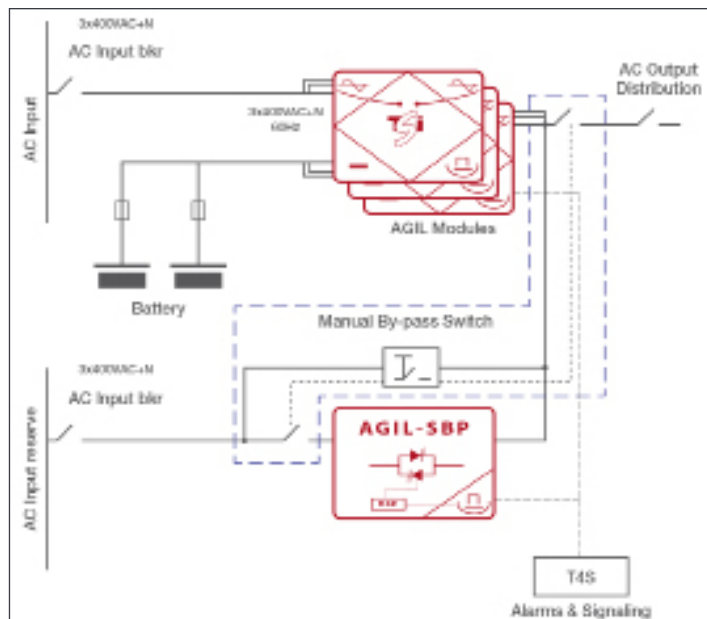 3x400VAC+N
AC Input bkr
AC Input
3x400VAC+N
60Hz
TSi
AC Output
Distribution
AGIL Modules
Battery
Manual By-pass Switch
3x400VAC+N
AC Input bkr
AC Input reserve
AGIL-SBP
T4S
Alarms & Signaling